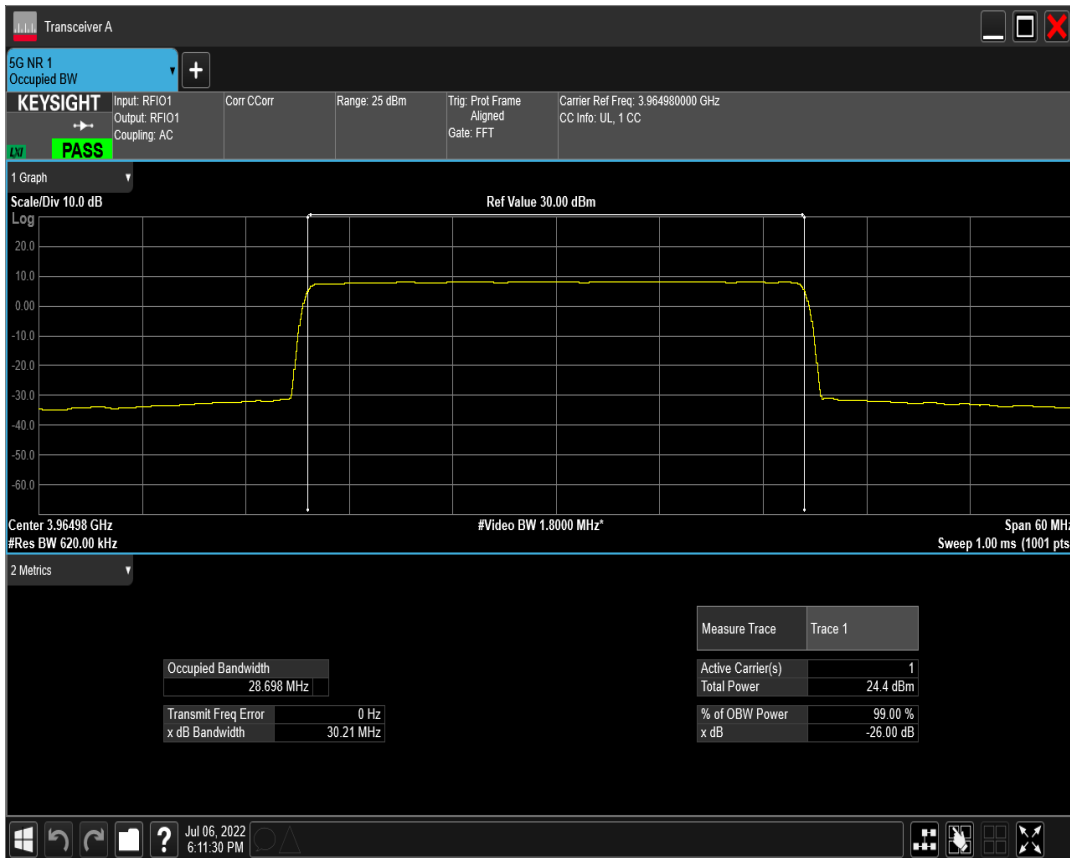 Transceiver A
5G NR 1
Occupied BW
KEYSIGHT
LXI
PASS
Input: RFIO1
Output: RFIO1
Coupling: AC
Corr CCorr
Range: 25 dBm
Trig: Prot Frame
Aligned
Gate: FFT
Carrier Ref Freq: 3.964980000 GHz
CC Info: UL, 1 CC
1 Graph
Scale/Div 10.0 dB
Ref Value 30.00 dBm
Log
20.0
10.0
0.00
-10.0
-20.0
-30.0
-40.0
-50.0
-60.0
Center 3.96498 GHz
#Video BW 1.8000 MHz*
Span 60 MHz
#Res BW 620.00 kHz
Sweep 1.00 ms (1001 pts
2 Metrics
Measure Trace Trace 1
Occupied Bandwidth
28.698 MHz
Active Carrier(s) 1
Total Power 24.4 dBm
Transmit Freq Error 0 Hz
x dB Bandwidth 30.21 MHz
% of OBW Power 99.00 %
x dB -26.00 dB
?
Jul 06, 2022
6:11:30 PM